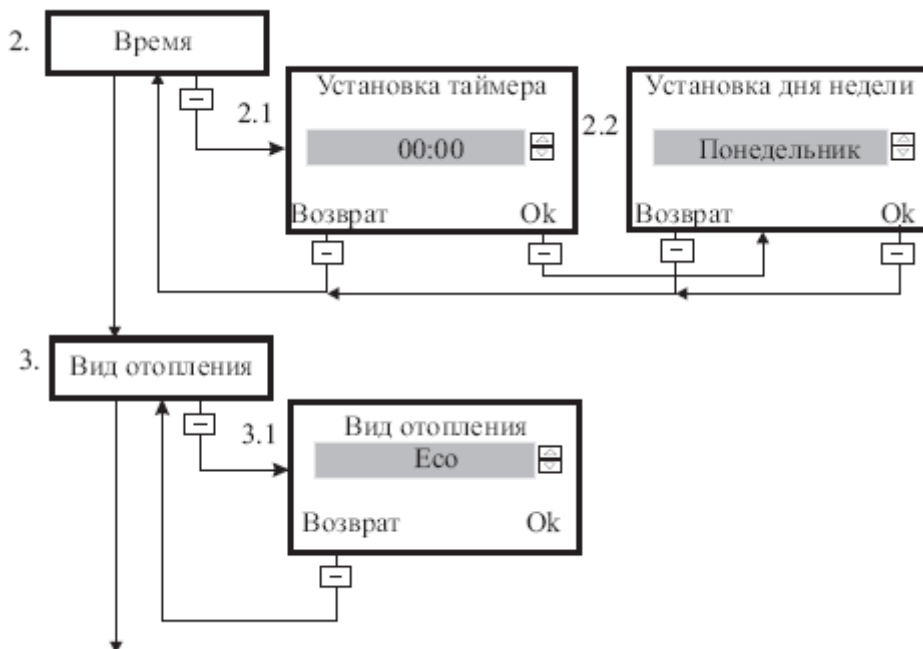 2.
Время
2.1
Установка таймера
00:00
Возврат Ok
2.2
Установка дня недели
Понедельник
Возврат Ok
3.
Вид отопления
3.1
Вид отопления
Eco
Возврат Ok